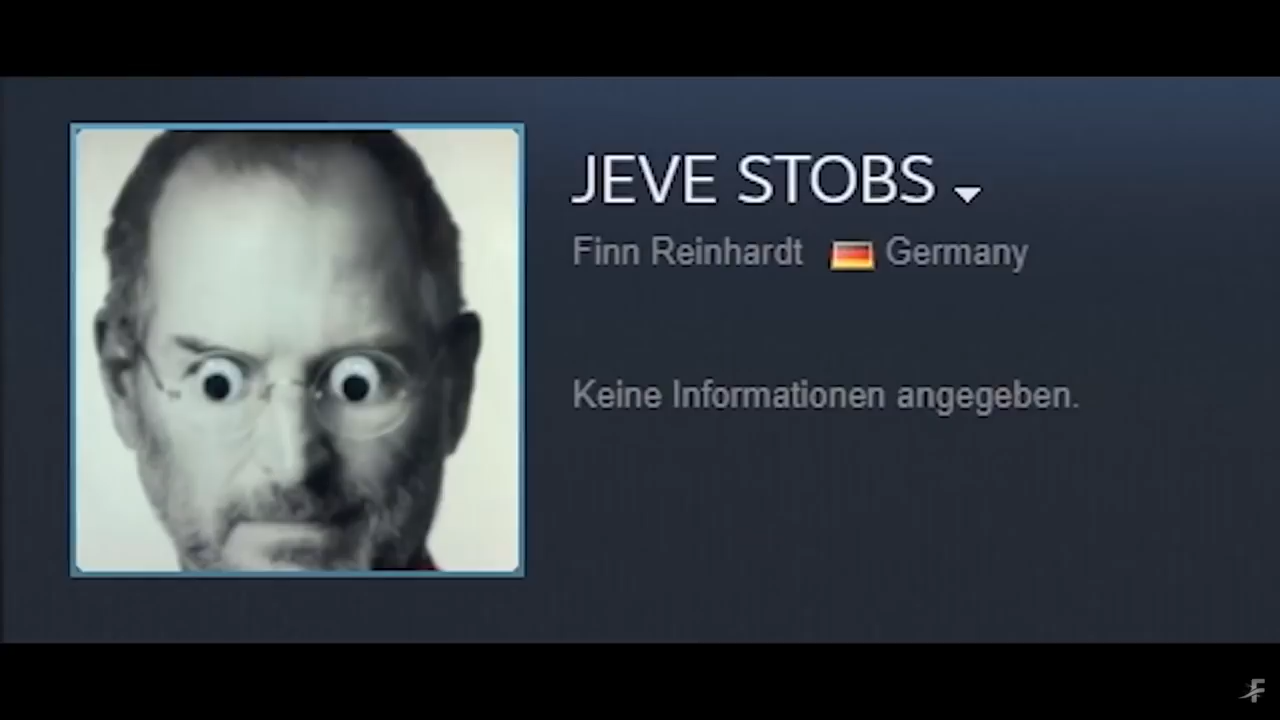 JEVE STOBS
Finn Reinhardt Germany
Keine Informationen angegeben.